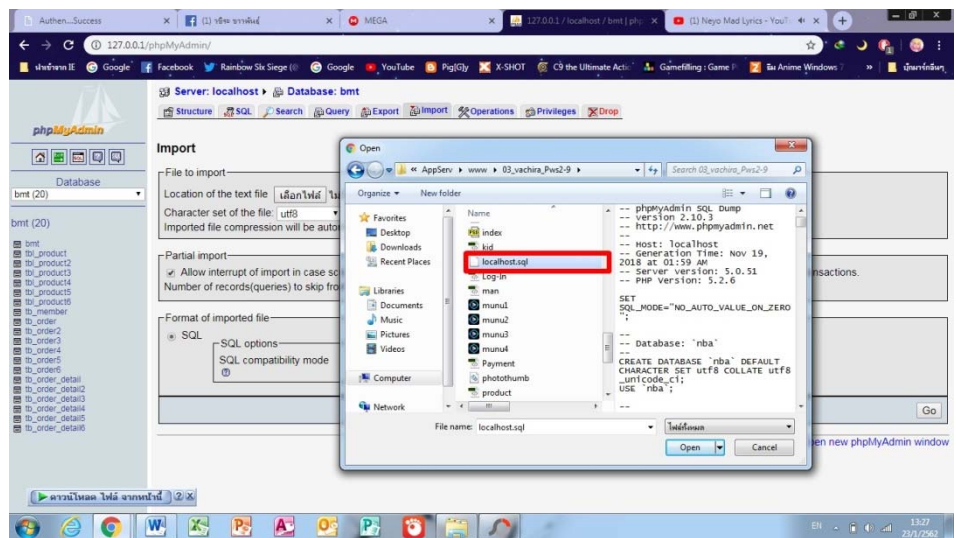 Authen...Success
(1) วชิระ บารพันธุ์
MEGA
127.0.0.1 / localhost / bmt | php
(1) Neyo Mad Lyrics - YouT
127.0.0.1/phpMyAdmin/
นำเข้าจาก IE
Google
Facebook
Rainbow Six Siege (
Google
YouTube
Pig[G]y
X-SHOT
C9 the Ultimate Actio
Gamefilling : Game P
Anime
Windows 7
»
phpMyAdmin
Database
bmt (20)
bmt (20)
bmt
tbl_product
tbl_product2
tbl_product3
tbl_product4
tbl_product5
tbl_product6
tb_member
tb_order
tb_order2
tb_order3
tb_order4
tb_order5
tb_order6
tb_order_detail
tb_order_detail2
tb_order_detail3
tb_order_detail4
tb_order_detail5
tb_order_detail6
Server: localhost ▸ Database: bmt
Structure SQL Search Query Export Import Operations Privileges Drop
Import
File to import
Location of the text file เลือกไฟล์ ไม่
Character set of the file: utf8
Imported file compression will be auto
Partial import
Allow interrupt of import in case sc
nsactions.
Number of records(queries) to skip fro
Format of imported file
SQL
SQL options
SQL compatibility mode
Go
en new phpMyAdmin window
Open
« AppServ ▸ www ▸ 03_vachira_Pws2-9 ▸
Search 03_vachira_Pws2-9
Organize
New folder
Favorites
Desktop
Downloads
Recent Places
Libraries
Documents
Music
Pictures
Videos
Computer
Network
Name
index
kid
localhost.sql
Log-In
man
munu1
munu2
munu3
munu4
Payment
photothumb
product
-- phpMyAdmin SQL Dump
-- version 2.10.3
-- http://www.phpmyadmin.net
--
-- Host: localhost
-- Generation Time: Nov 19,
2018 at 01:59 AM
-- Server version: 5.0.51
-- PHP Version: 5.2.6
SET
SQL_MODE="NO_AUTO_VALUE_ON_ZERO
";
--
-- Database: `nba`
--
CREATE DATABASE `nba` DEFAULT
CHARACTER SET utf8 COLLATE utf8
_unicode_ci;
USE `nba`;
--
File name: localhost.sql
ไฟล์ทั้งหมด
Open
Cancel
ดาวน์โหลด ไฟล์ จากหน้านี้ ? X
EN
13:27
23/1/2562